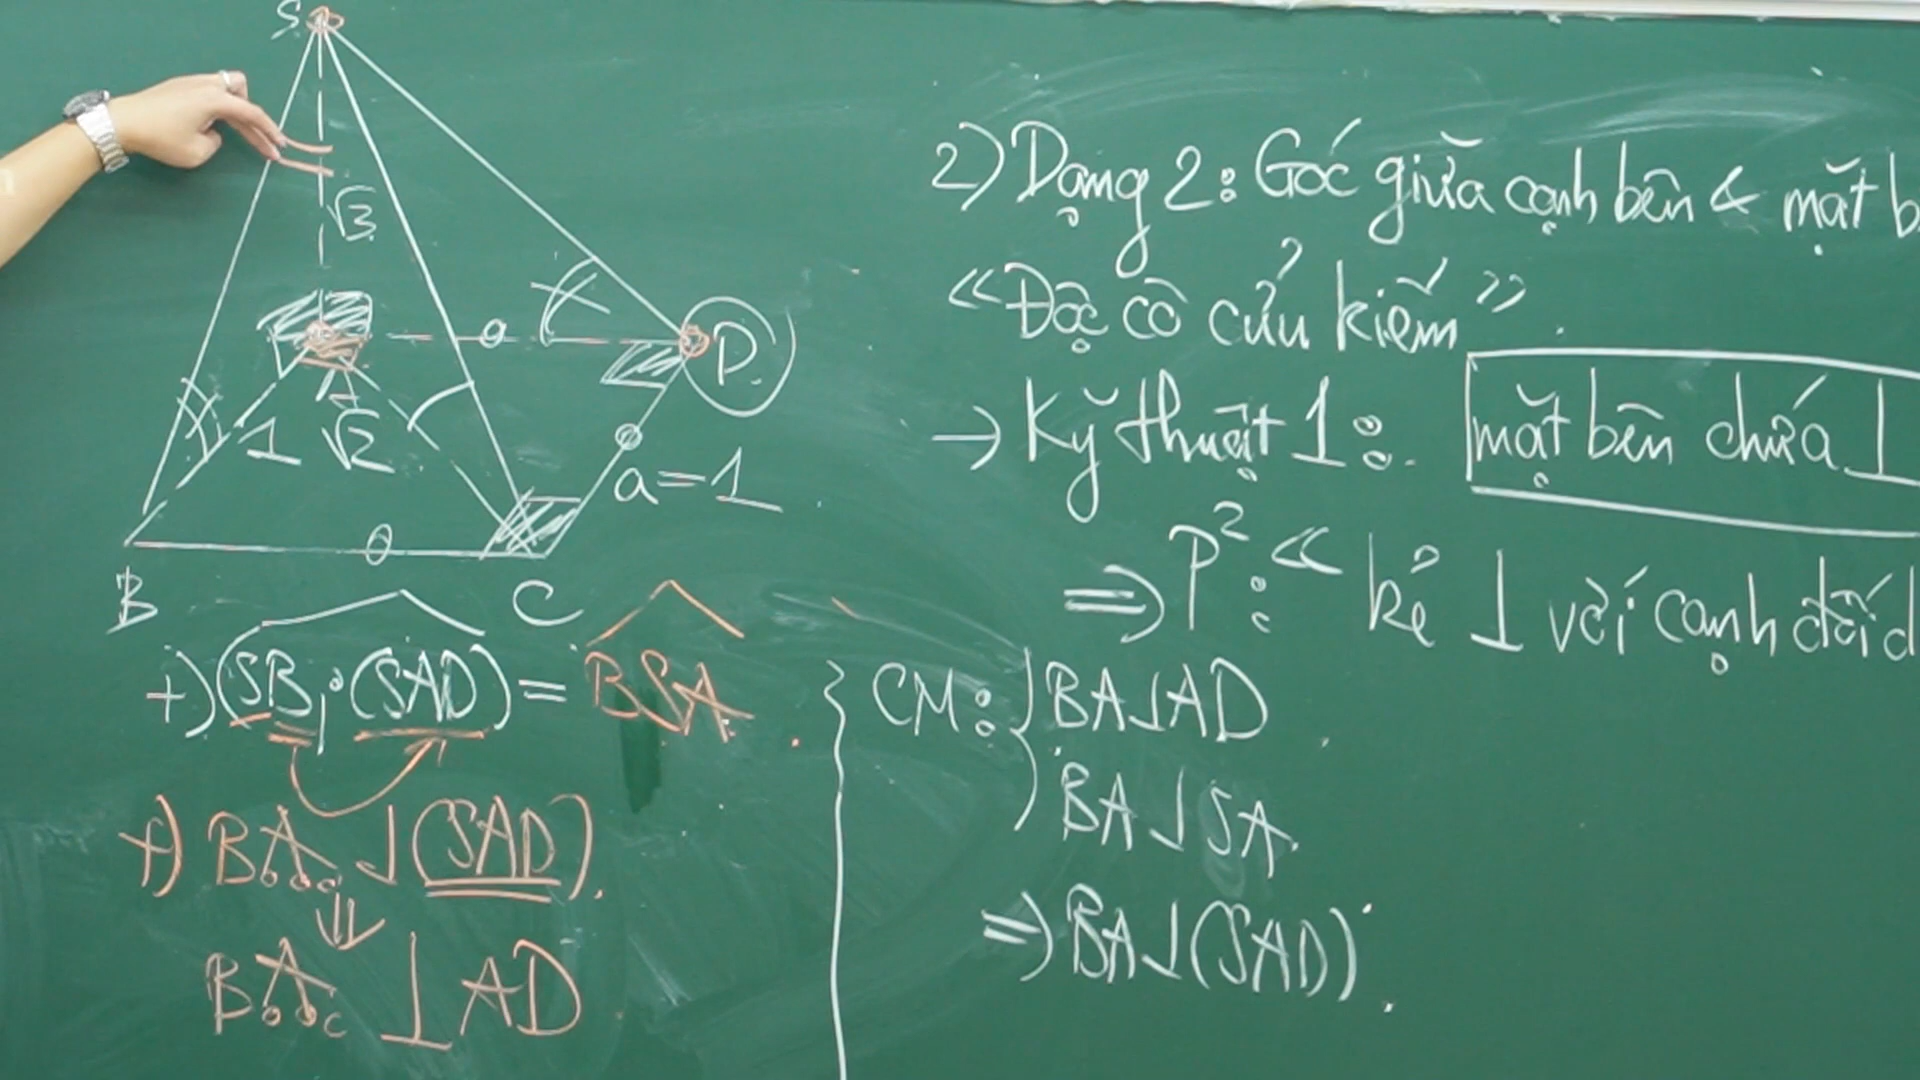 S
√3
D
1 √2
a = 1
B C
+) (SB; (SAD)) = BSA
+) BA ⊥ (SAD).
⇓
BA ⊥ AD
2) Dạng 2: Góc giữa cạnh bên & mặt b
"Độc cô cửu kiếm".
→ Kỹ thuật 1: mặt bên chứa ⊥
⇒ P²: " kẻ ⊥ với cạnh đối d
CM: BA ⊥ AD
BA ⊥ SA.
⇒ BA ⊥ (SAD).